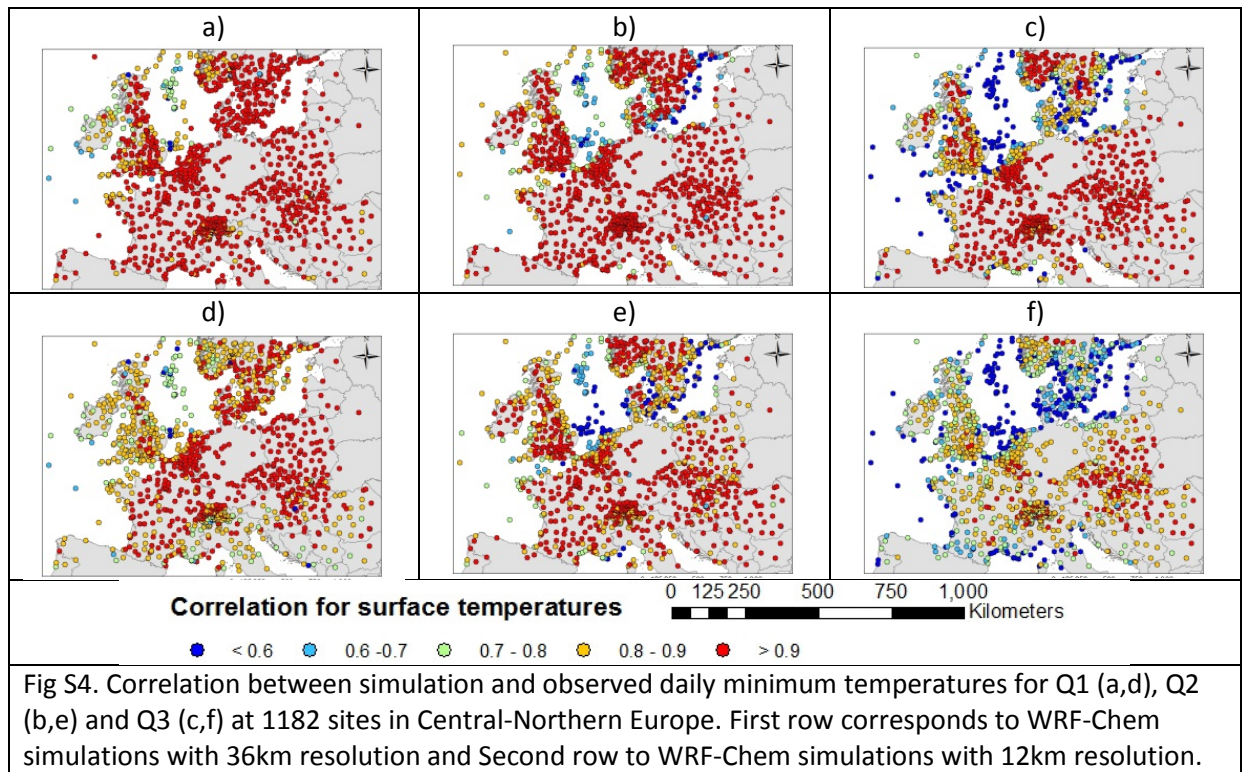 a)
b)
c)
d)
e)
f)
Correlation for surface temperatures
0 125 250 500 750 1,000
Kilometers
< 0.6 0.6 -0.7 0.7 - 0.8 0.8 - 0.9 > 0.9
Fig S4. Correlation between simulation and observed daily minimum temperatures for Q1 (a,d), Q2
(b,e) and Q3 (c,f) at 1182 sites in Central-Northern Europe. First row corresponds to WRF-Chem
simulations with 36km resolution and Second row to WRF-Chem simulations with 12km resolution.